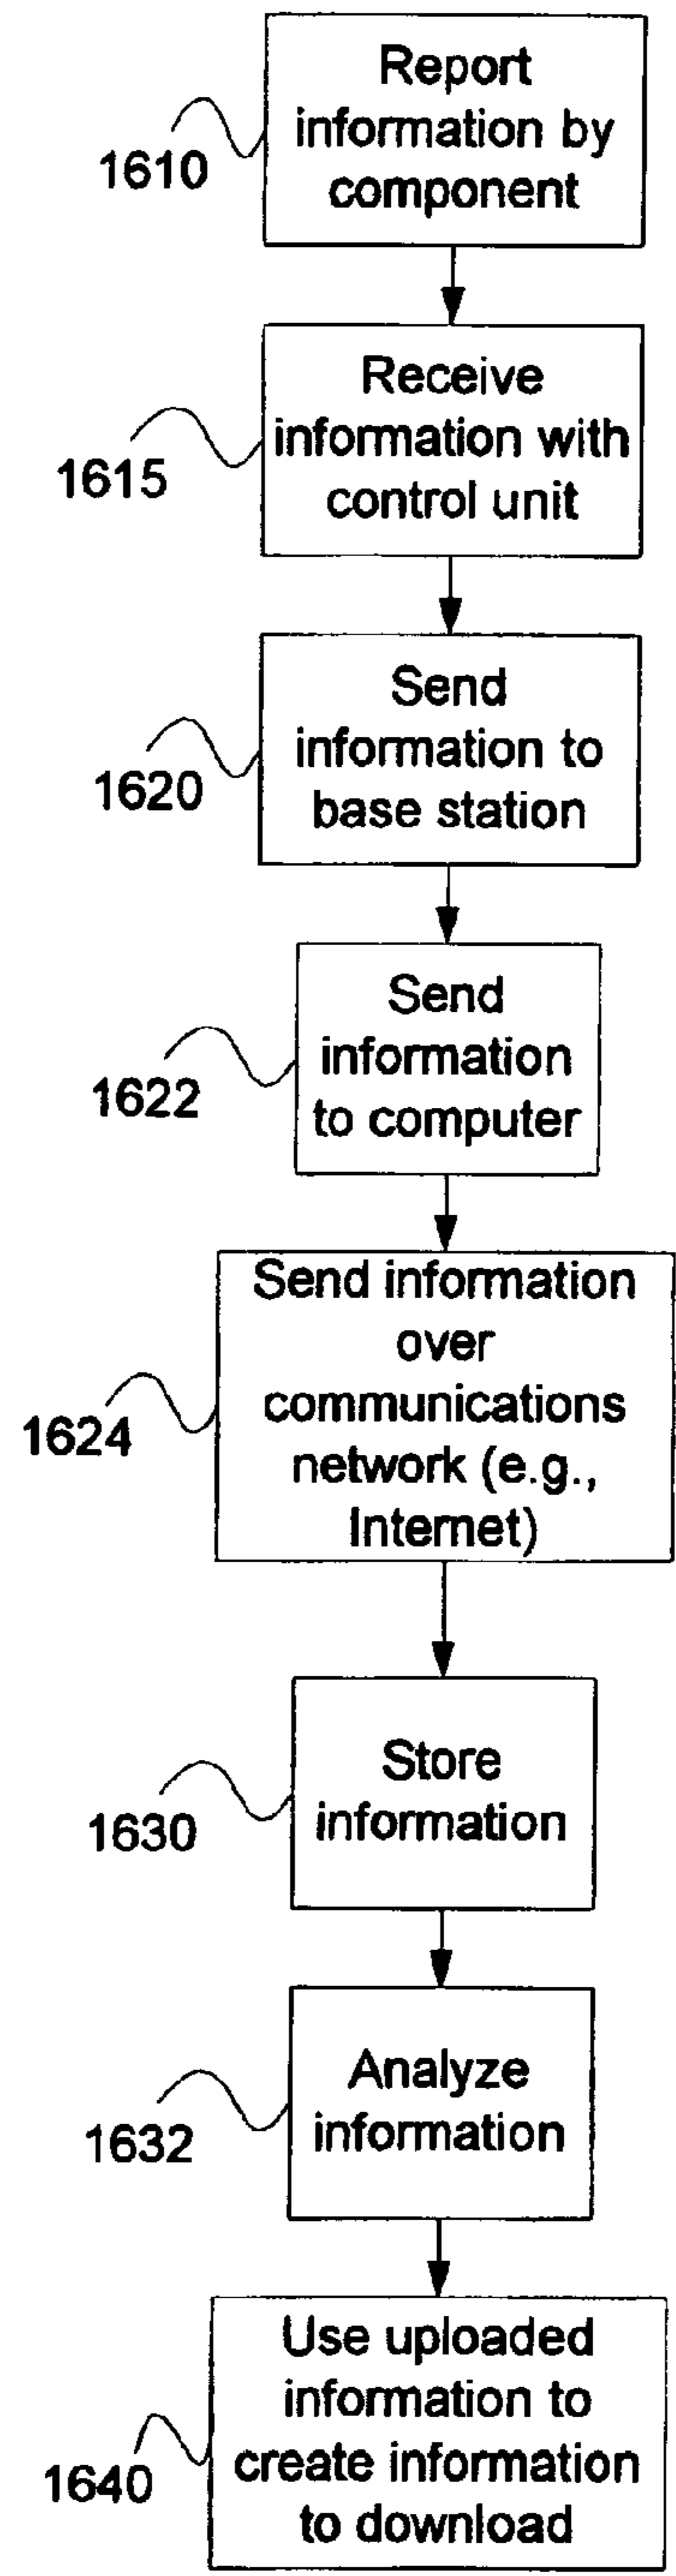 Report
information by
component
1610
Receive
information with
control unit
1615
Send
information to
base station
1620
Send
information
to computer
1622
Send information
over
communications
network (e.g.,
Internet)
1624
Store
information
1630
Analyze
information
1632
Use uploaded
information to
create information
to download
1640